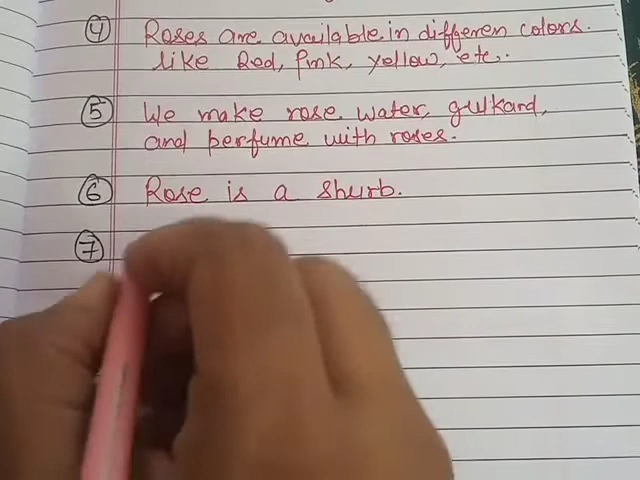 ④ Roses are available in differen colors.
like Red, Pink, yellow, etc..
⑤ We make rose water, gulkand,
and perfume with roses.
⑥ Rose is a shurb.
⑦